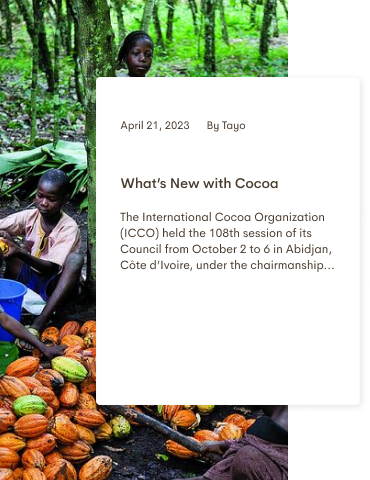 April 21, 2023 By Tayo
What's New with Cocoa
The International Cocoa Organization
(ICCO) held the 108th session of its
Council from October 2 to 6 in Abidjan,
Côte d'Ivoire, under the chairmanship...